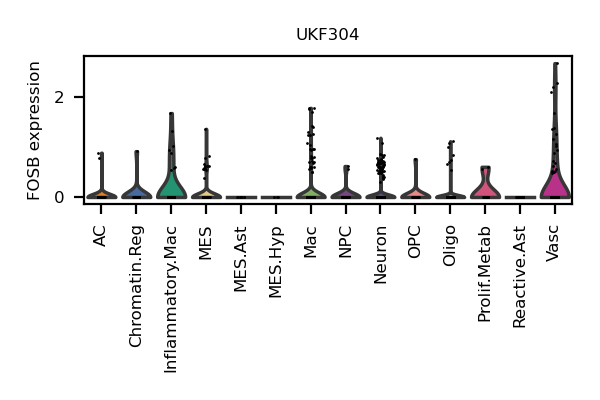 UKF304
FOSB expression
2
0
AC
Chromatin.Reg
Inflammatory.Mac
MES
MES.Ast
MES.Hyp
Mac
NPC
Neuron
OPC
Oligo
Prolif.Metab
Reactive.Ast
Vasc